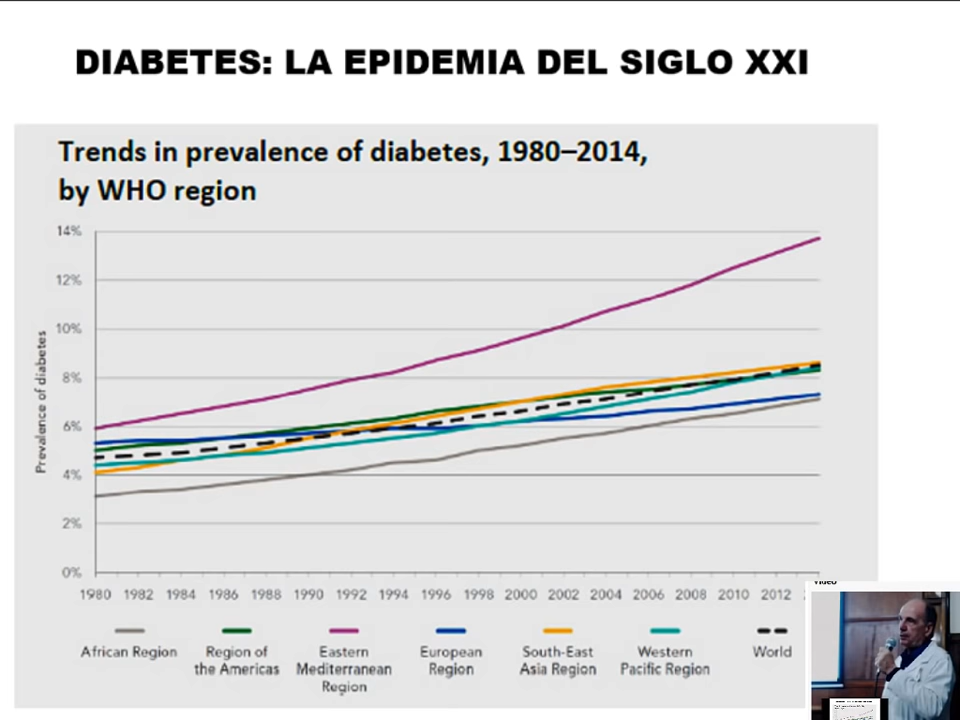 DIABETES: LA EPIDEMIA DEL SIGLO XXI
Trends in prevalence of diabetes, 1980–2014,
by WHO region
14%
12%
10%
8%
6%
4%
2%
0%
Prevalence of diabetes
1980 1982 1984 1986 1988 1990 1992 1994 1996 1998 2000 2002 2004 2006 2008 2010 2012
African Region
Region of
the Americas
Eastern
Mediterranean
Region
European
Region
South-East
Asia Region
Western
Pacific Region
World
Video